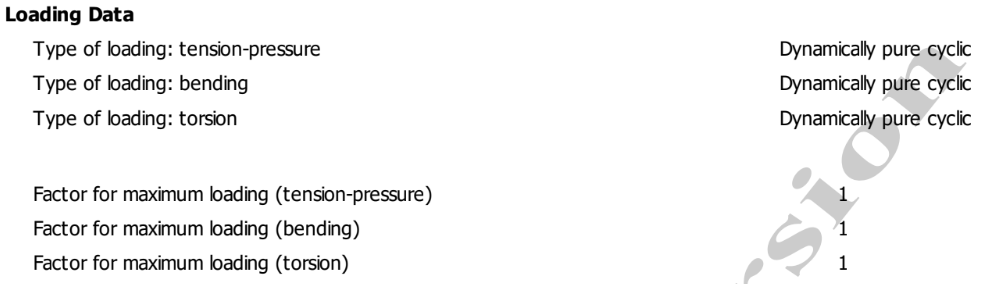 Loading Data
Type of loading: tension-pressure Dynamically pure cyclic
Type of loading: bending Dynamically pure cyclic
Type of loading: torsion Dynamically pure cyclic
Factor for maximum loading (tension-pressure) 1
Factor for maximum loading (bending) 1
Factor for maximum loading (torsion) 1